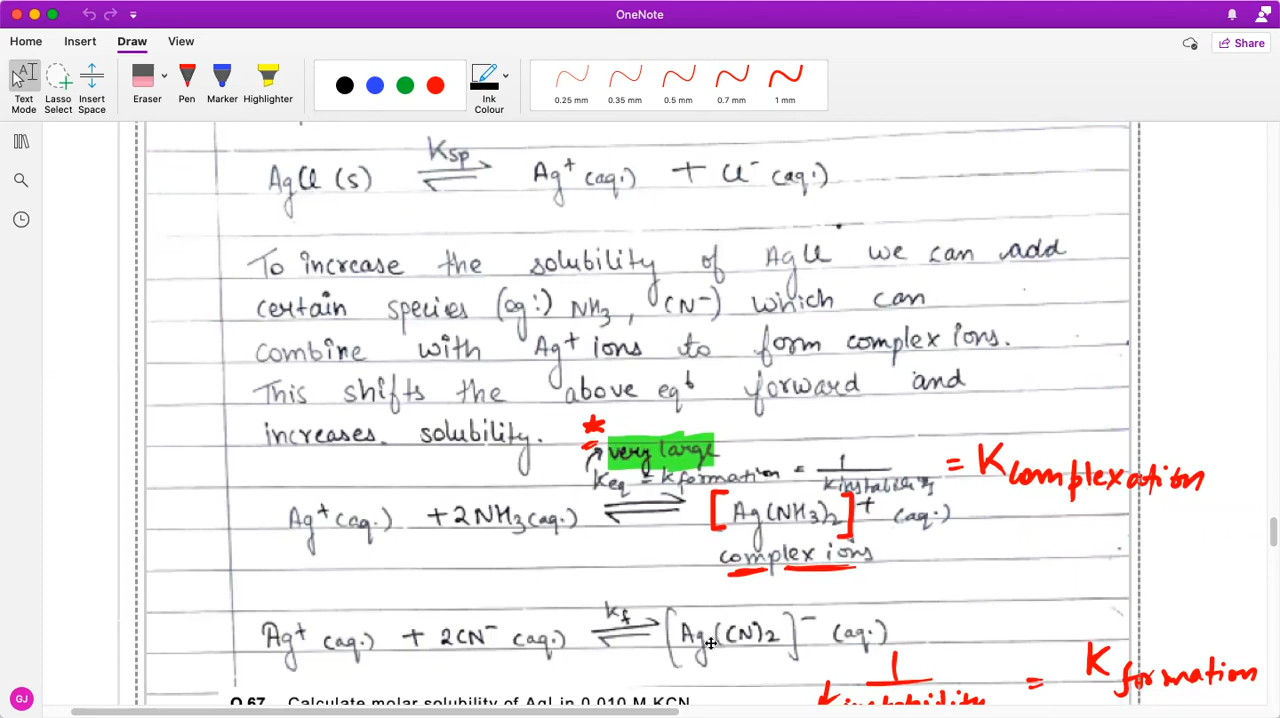 OneNote
Home Insert Draw View
Share
Text Mode
Lasso Select
Insert Space
Eraser
Pen
Marker
Highlighter
Ink Colour
0.25 mm
0.35 mm
0.5 mm
0.7 mm
1 mm
AgCl (s) Ksp ⇌ Ag⁺ (aq.) + Cl⁻ (aq.)
To increase the solubility of AgCl we can add
certain species (eg:) NH₃, (CN⁻) which can
combine with Ag⁺ ions to form complex ions.
This shifts the above eqᵇ forward and
increases solubility.
very large
Keq = Kformation = 1/Kinstability = Kcomplexation
Ag⁺ (aq.) + 2NH₃ (aq.) ⇌ [Ag(NH₃)₂]⁺ (aq.)
complex ions
Ag⁺ (aq.) + 2CN⁻ (aq.) Kf ⇌ [Ag(CN)₂]⁻ (aq.)
1/Kinstability = Kformation
Q.67 Calculate molar solubility of AgI in 0.010 M KCN
GJ